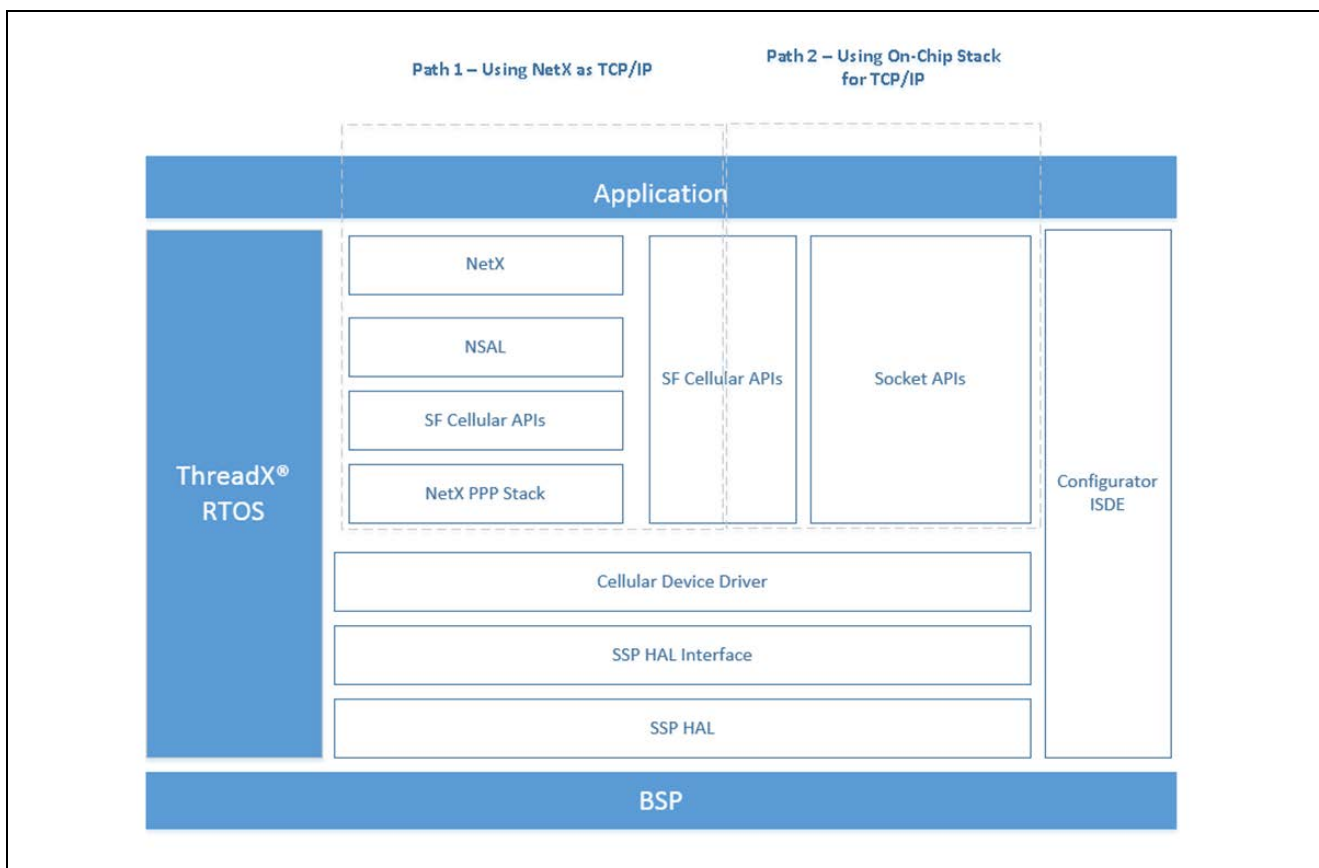 Path 1 – Using NetX as TCP/IP
Path 2 – Using On-Chip Stack
for TCP/IP
Application
ThreadX®
RTOS
NetX
NSAL
SF Cellular APIs
NetX PPP Stack
SF Cellular APIs
Socket APIs
Configurator
ISDE
Cellular Device Driver
SSP HAL Interface
SSP HAL
BSP